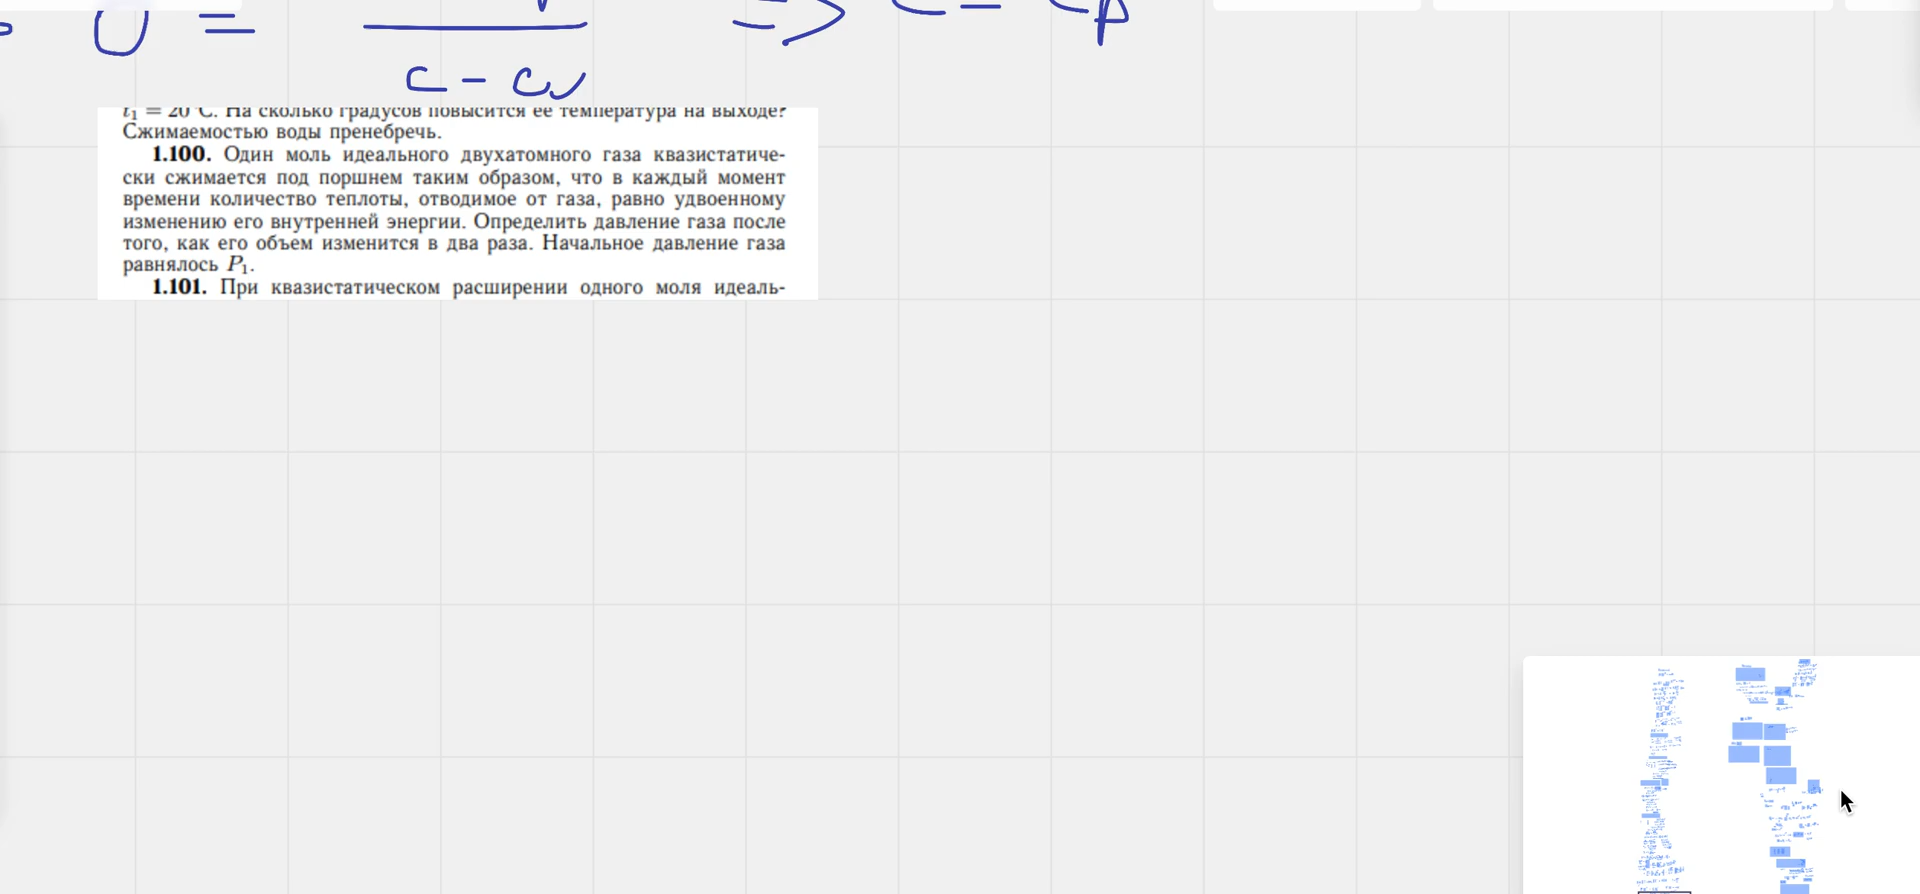 =
c - cv
t₁ = 20 °C. На сколько градусов повысится ее температура на выходе?
Сжимаемостью воды пренебречь.
1.100. Один моль идеального двухатомного газа квазистатиче-
ски сжимается под поршнем таким образом, что в каждый момент
времени количество теплоты, отводимое от газа, равно удвоенному
изменению его внутренней энергии. Определить давление газа после
того, как его объем изменится в два раза. Начальное давление газа
равнялось P₁.
1.101. При квазистатическом расширении одного моля идеаль-